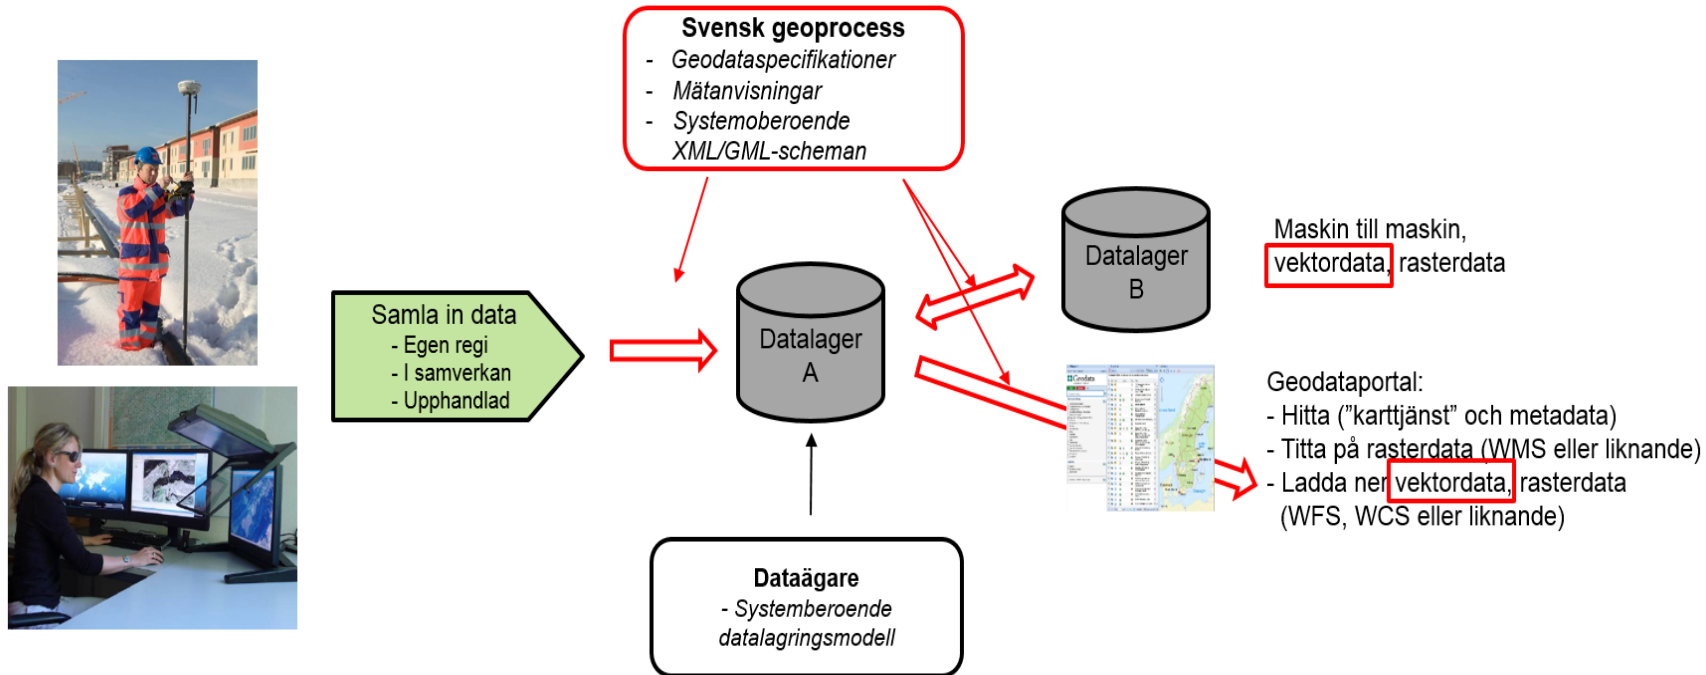 Svensk geoprocess
- Geodataspecifikationer
- Mätanvisningar
- Systemoberoende
XML/GML-scheman
Samla in data
- Egen regi
- I samverkan
- Upphandlad
Datalager
A
Datalager
B
Maskin till maskin,
vektordata, rasterdata
Geodata
Geodataportal:
- Hitta ("karttjänst" och metadata)
- Titta på rasterdata (WMS eller liknande)
- Ladda ner vektordata, rasterdata
(WFS, WCS eller liknande)
Dataägare
- Systemberoende
datalagringsmodell